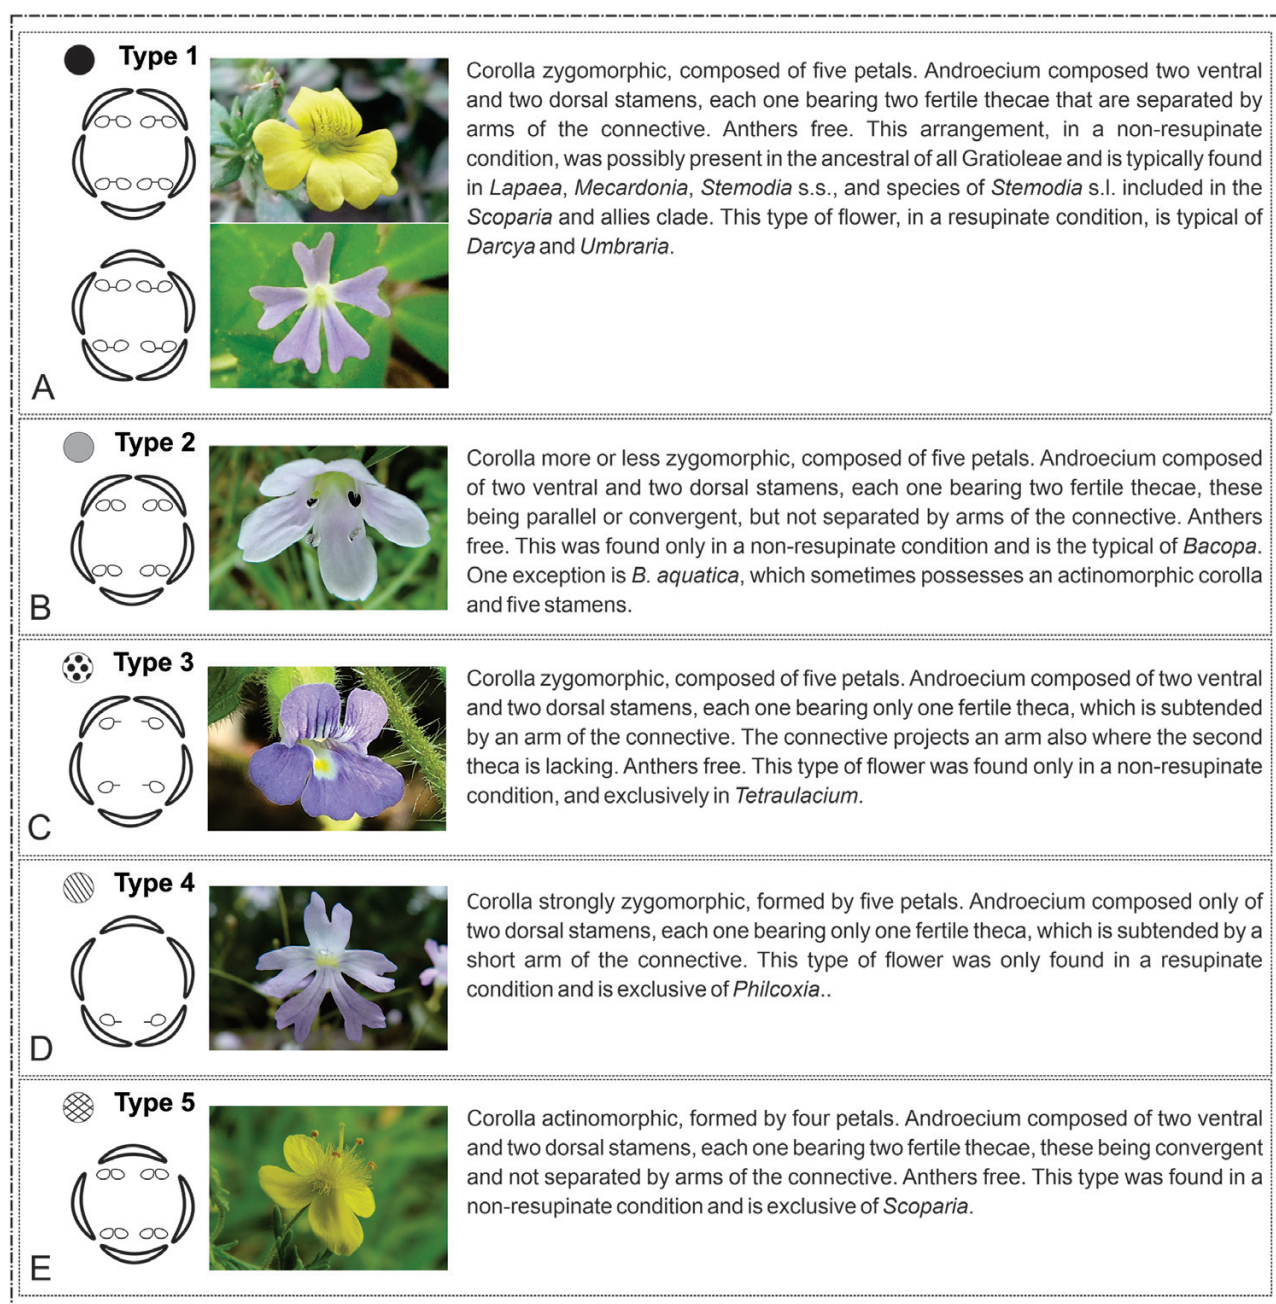 Type 1
Corolla zygomorphic, composed of five petals. Androecium composed two ventral
and two dorsal stamens, each one bearing two fertile thecae that are separated by
arms of the connective. Anthers free. This arrangement, in a non-resupinate
condition, was possibly present in the ancestral of all Gratioleae and is typically found
in Lapaea, Mecardonia, Stemodia s.s., and species of Stemodia s.l. included in the
Scoparia and allies clade. This type of flower, in a resupinate condition, is typical of
Darcya and Umbraria.
A
Type 2
Corolla more or less zygomorphic, composed of five petals. Androecium composed
of two ventral and two dorsal stamens, each one bearing two fertile thecae, these
being parallel or convergent, but not separated by arms of the connective. Anthers
free. This was found only in a non-resupinate condition and is the typical of Bacopa.
One exception is B. aquatica, which sometimes possesses an actinomorphic corolla
and five stamens.
B
Type 3
Corolla zygomorphic, composed of five petals. Androecium composed of two ventral
and two dorsal stamens, each one bearing only one fertile theca, which is subtended
by an arm of the connective. The connective projects an arm also where the second
theca is lacking. Anthers free. This type of flower was found only in a non-resupinate
condition, and exclusively in Tetraulacium.
C
Type 4
Corolla strongly zygomorphic, formed by five petals. Androecium composed only of
two dorsal stamens, each one bearing only one fertile theca, which is subtended by a
short arm of the connective. This type of flower was only found in a resupinate
condition and is exclusive of Philcoxia..
D
Type 5
Corolla actinomorphic, formed by four petals. Androecium composed of two ventral
and two dorsal stamens, each one bearing two fertile thecae, these being convergent
and not separated by arms of the connective. Anthers free. This type was found in a
non-resupinate condition and is exclusive of Scoparia.
E